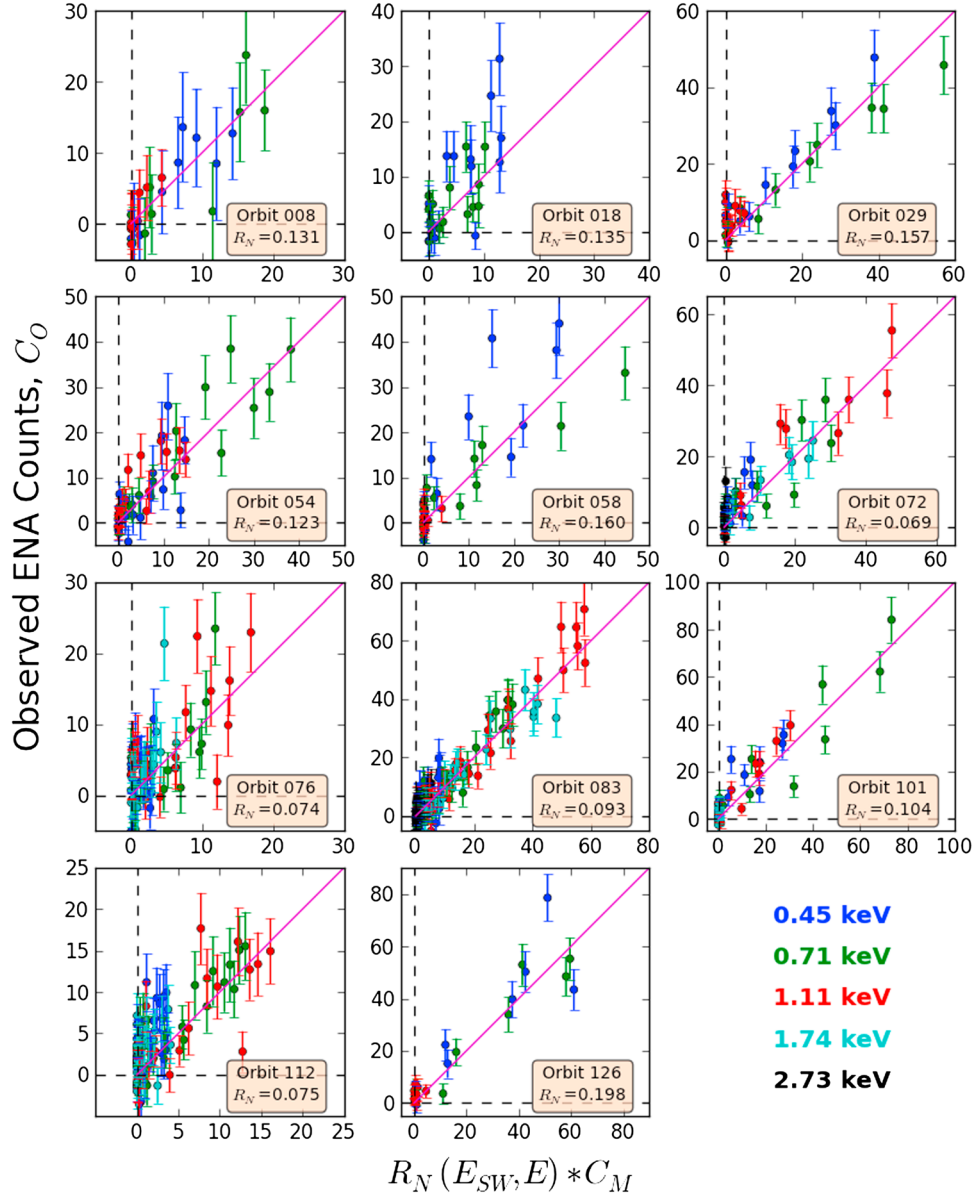 Observed ENA Counts, C_O
30
20
10
0
0 10 20 30
Orbit 008
R_N=0.131
40
30
20
10
0
0 10 20 30 40
Orbit 018
R_N=0.135
60
40
20
0
0 20 40 60
Orbit 029
R_N=0.157
50
40
30
20
10
0
0 10 20 30 40 50
Orbit 054
R_N=0.123
50
40
30
20
10
0
0 10 20 30 40 50
Orbit 058
R_N=0.160
60
40
20
0
0 20 40 60
Orbit 072
R_N=0.069
30
20
10
0
0 10 20 30
Orbit 076
R_N=0.074
80
60
40
20
0
0 20 40 60 80
Orbit 083
R_N=0.093
100
80
60
40
20
0
0 20 40 60 80 100
Orbit 101
R_N=0.104
25
20
15
10
5
0
0 5 10 15 20 25
Orbit 112
R_N=0.075
80
60
40
20
0
0 20 40 60 80
Orbit 126
R_N=0.198
0.45 keV
0.71 keV
1.11 keV
1.74 keV
2.73 keV
R_N(E_SW,E)*C_M